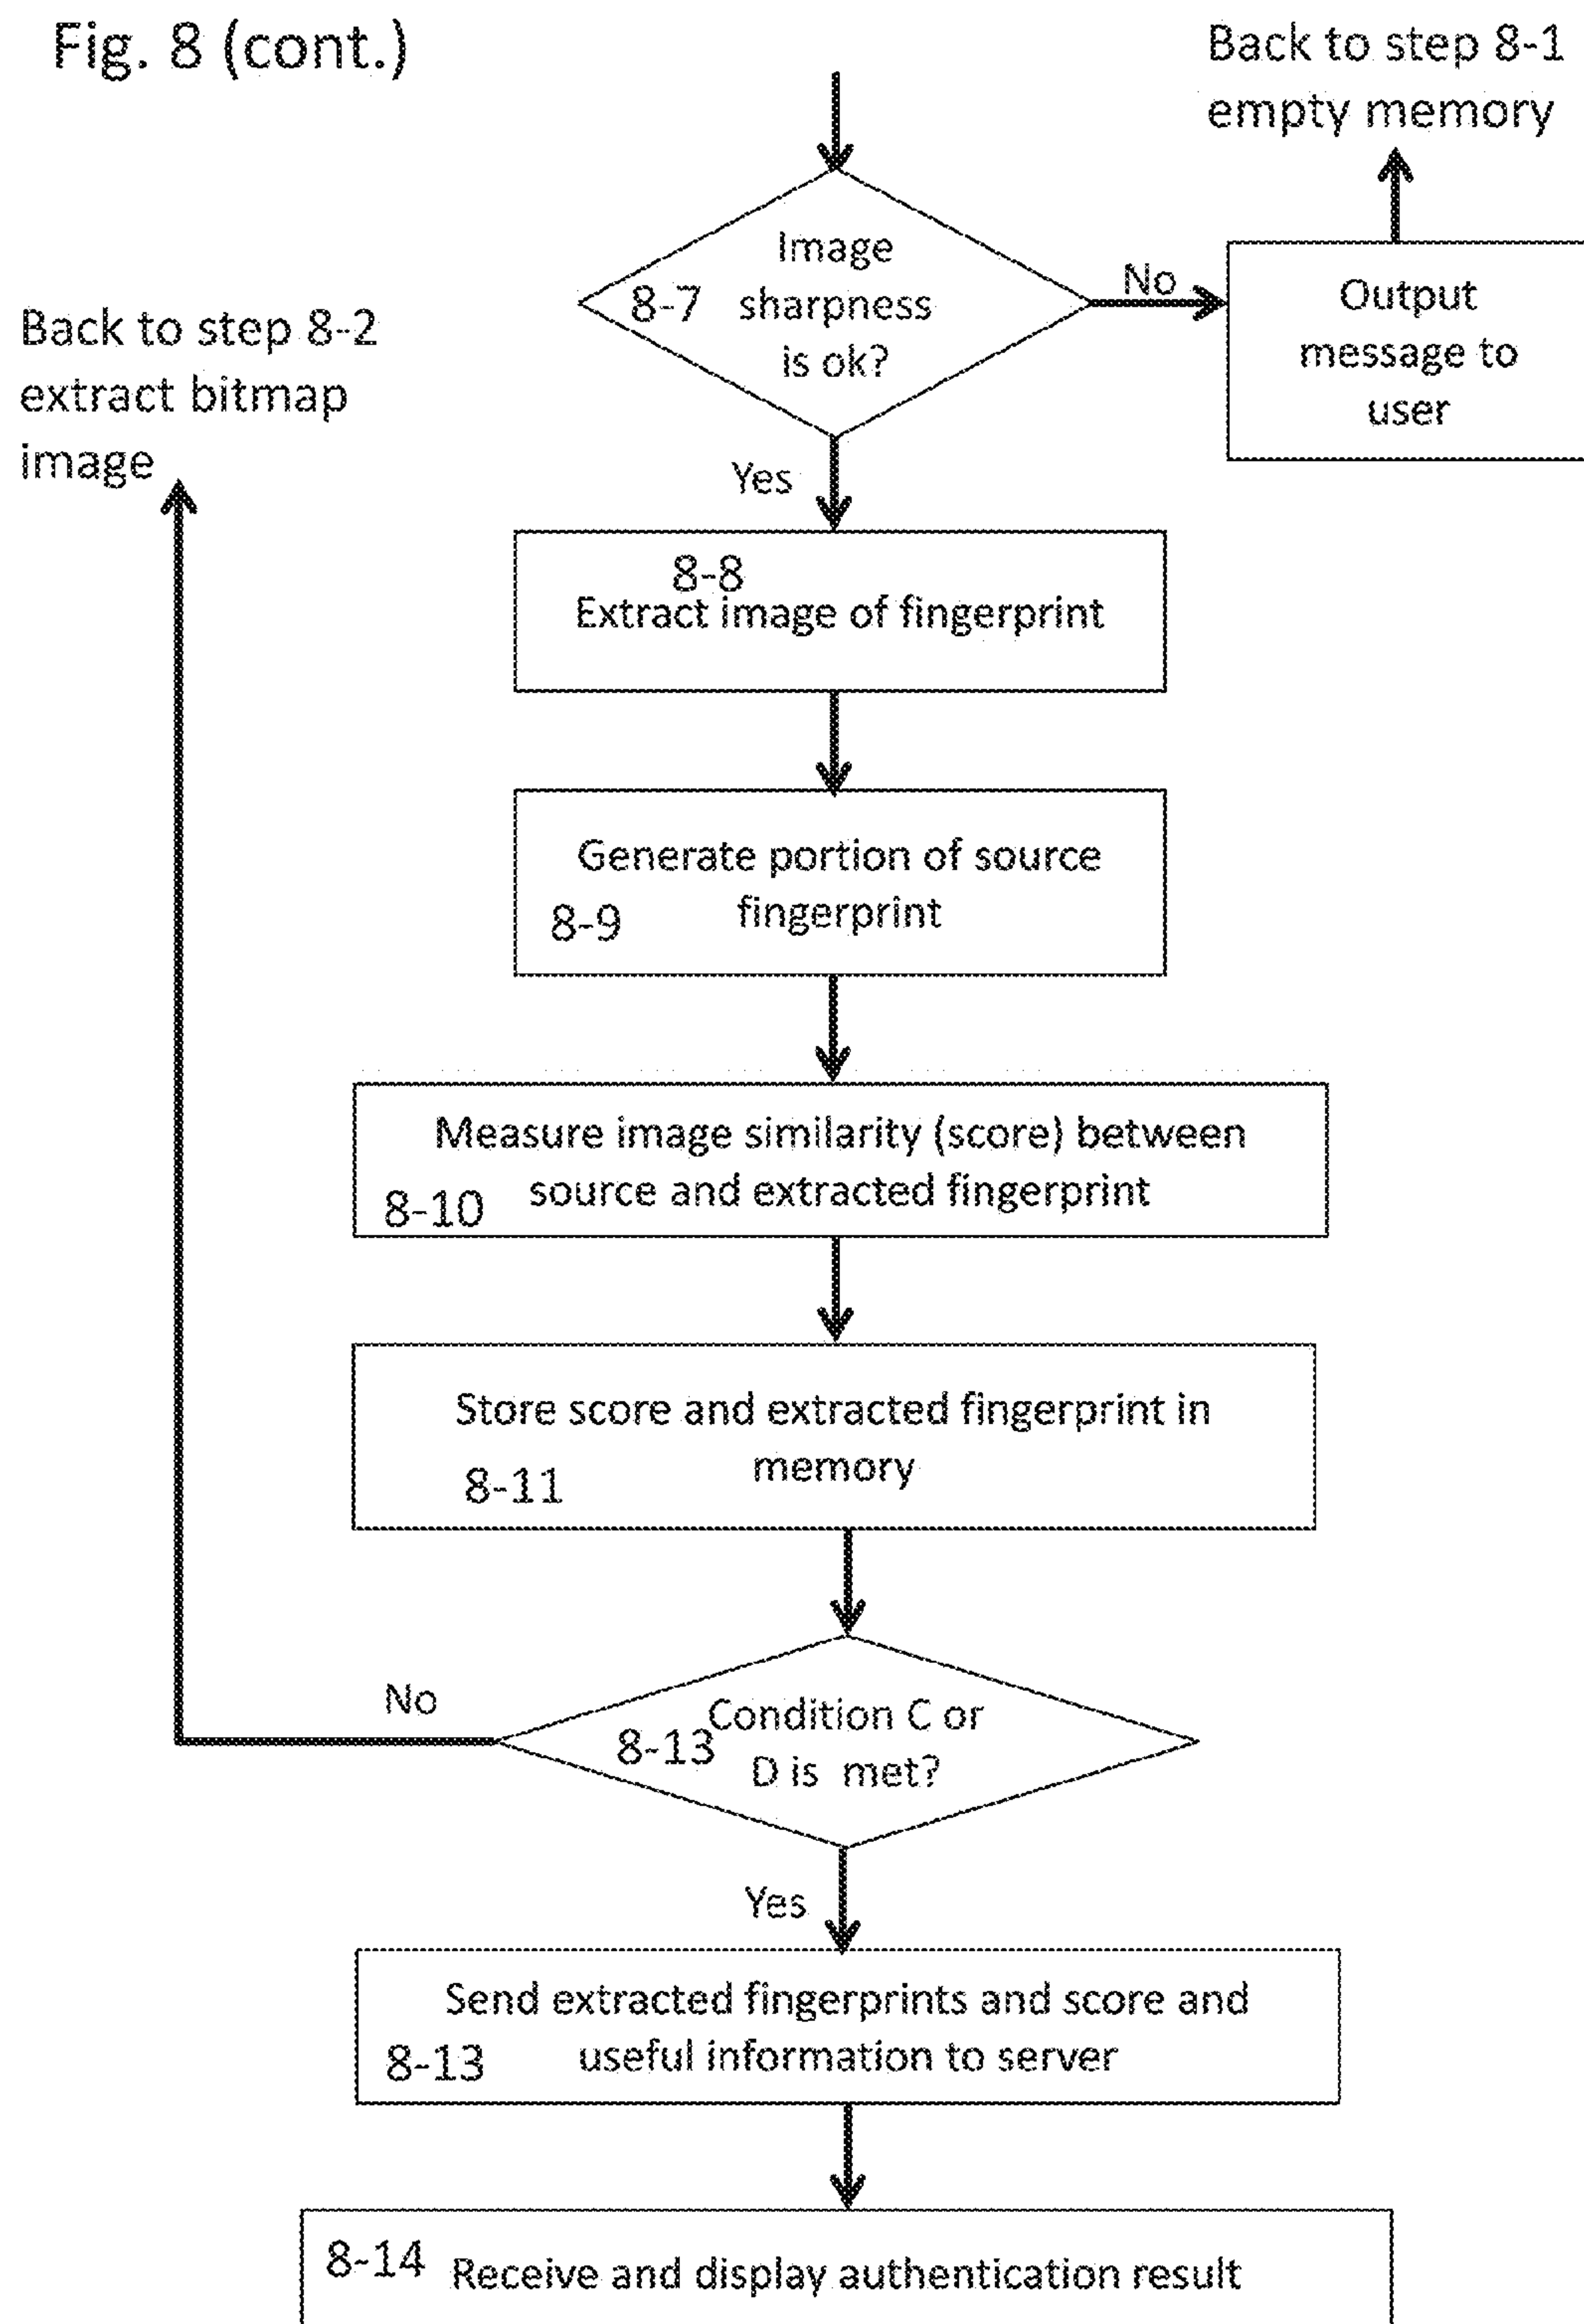 Fig. 8 (cont.)
Back to step 8-1
empty memory
Image
8-7 sharpness
is ok?
No
Output
message to
user
Back to step 8-2
extract bitmap
image
Yes
8-8
Extract image of fingerprint
Generate portion of source
8-9 fingerprint
Measure image similarity (score) between
8-10 source and extracted fingerprint
Store score and extracted fingerprint in
memory
8-11
No
Condition C or
8-13
D is met?
Yes
Send extracted fingerprints and score and
8-13 useful information to server
8-14 Receive and display authentication result